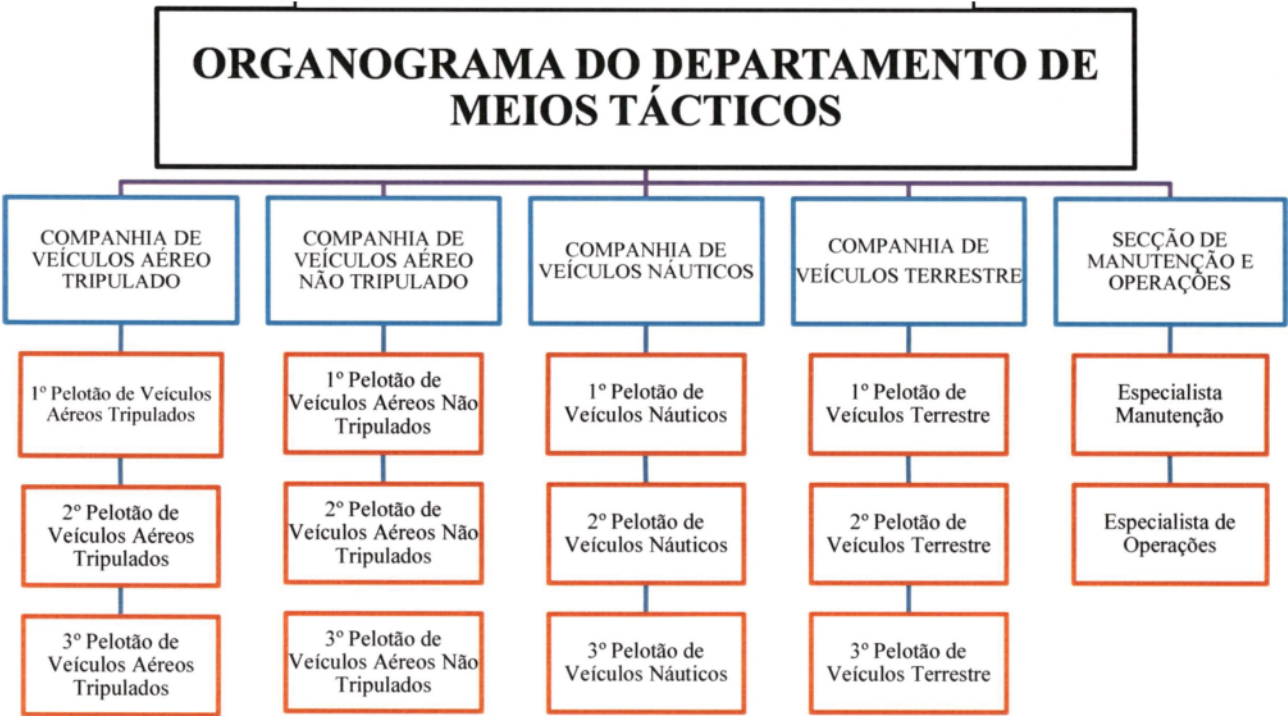 ORGANOGRAMA DO DEPARTAMENTO DE
MEIOS TÁCTICOS
COMPANHIA DE
VEÍCULOS AÉREO
TRIPULADO
COMPANHIA DE
VEÍCULOS AÉREO
NÃO TRIPULADO
COMPANHIA DE
VEÍCULOS NÁUTICOS
COMPANHIA DE
VEÍCULOS TERRESTRE
SECÇÃO DE
MANUTENÇÃO E
OPERAÇÕES
1º Pelotão de Veículos
Aéreos Tripulados
1º Pelotão de
Veículos Aéreos Não
Tripulados
1º Pelotão de
Veículos Náuticos
1º Pelotão de
Veículos Terrestre
Especialista
Manutenção
2º Pelotão de
Veículos Aéreos
Tripulados
2º Pelotão de
Veículos Aéreos Não
Tripulados
2º Pelotão de
Veículos Náuticos
2º Pelotão de
Veículos Terrestre
Especialista de
Operações
3º Pelotão de
Veículos Aéreos
Tripulados
3º Pelotão de
Veículos Aéreos Não
Tripulados
3º Pelotão de
Veículos Náuticos
3º Pelotão de
Veículos Terrestre